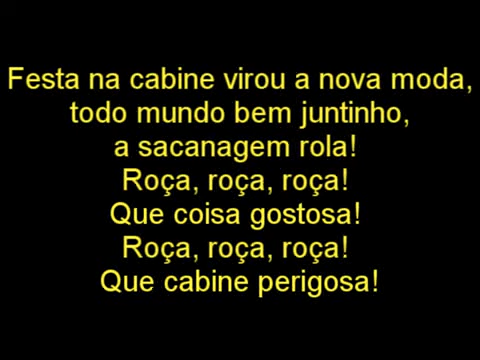 Festa na cabine virou a nova moda,
todo mundo bem juntinho,
a sacanagem rola!
Roça, roça, roça!
Que coisa gostosa!
Roça, roça, roça!
Que cabine perigosa!